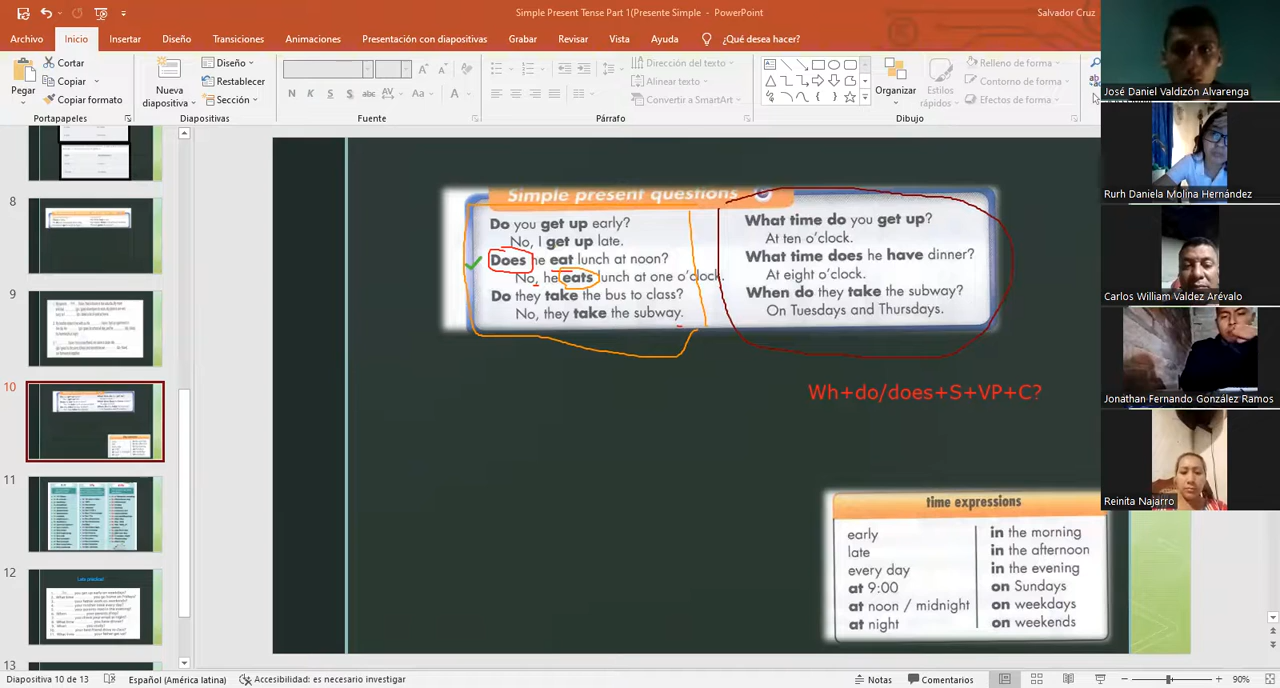 Simple Present Tense Part 1(Presente Simple - PowerPoint
Salvador Cruz
Archivo Inicio Insertar Diseño Transiciones Animaciones Presentación con diapositivas Grabar Revisar Vista Ayuda ¿Qué desea hacer?
Pegar
Cortar
Copiar
Copiar formato
Portapapeles
Nueva diapositiva
Diseño
Restablecer
Sección
Diapositivas
N K S S abc AV Aa A
Fuente
Dirección del texto
Alinear texto
Convertir a SmartArt
Párrafo
Organizar
Estilos rápidos
Relleno de forma
Contorno de forma
Efectos de forma
Dibujo
8
9
10
11
12
Lets practice!
13
Simple present questions
Do you get up early?
No, I get up late.
Does he eat lunch at noon?
No, he eats lunch at one o'clock.
Do they take the bus to class?
No, they take the subway.
What time do you get up?
At ten o'clock.
What time does he have dinner?
At eight o'clock.
When do they take the subway?
On Tuesdays and Thursdays.
Wh+do/does+S+VP+C?
time expressions
early
late
every day
at 9:00
at noon / midnight
at night
in the morning
in the afternoon
in the evening
on Sundays
on weekdays
on weekends
José Daniel Valdizón Alvarenga
Rurh Daniela Molina Hernández
Carlos William Valdez Arévalo
Jonathan Fernando González Ramos
Reinita Najarro
Diapositiva 10 de 13 Español (América latina) Accesibilidad: es necesario investigar Notas Comentarios 90%